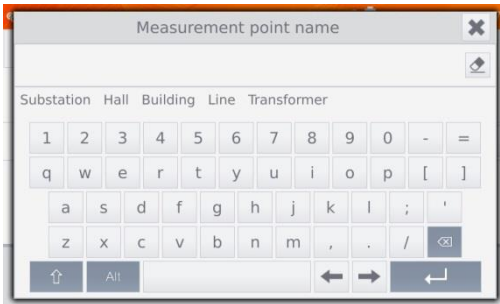 Measurement point name
Substation Hall Building Line Transformer
1 2 3 4 5 6 7 8 9 0 - =
q w e r t y u i o p [ ]
a s d f g h j k l ; '
z x c v b n m , . /
Alt